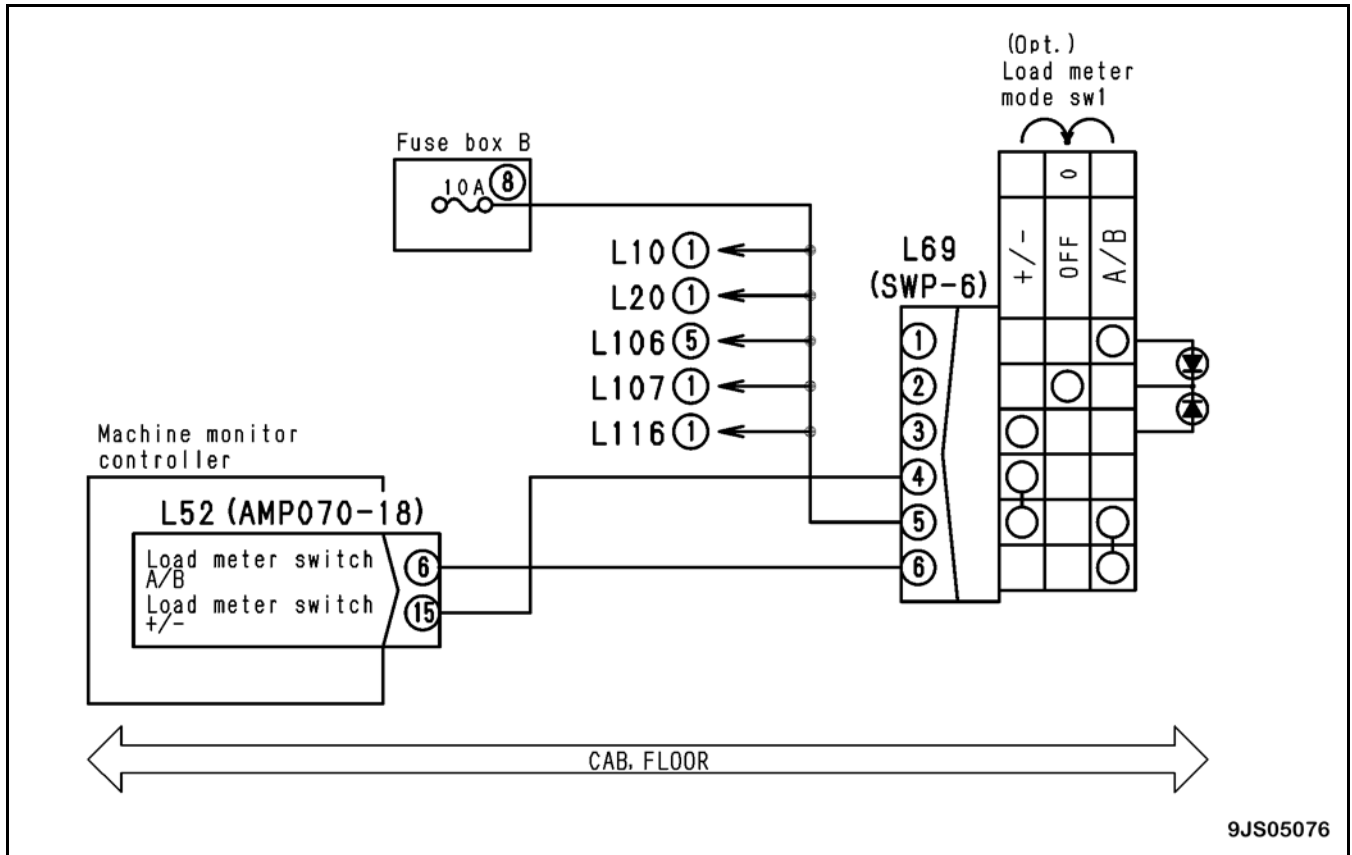 (Opt.)
Load meter
mode sw1
Fuse box B
10A 8
0
+/-
OFF
A/B
L10 1
L20 1
L106 5
L107 1
L116 1
L69
(SWP-6)
1
2
3
4
5
6
Machine monitor
controller
L52 (AMP070-18)
Load meter switch
A/B
6
Load meter switch
+/-
15
CAB. FLOOR
9JS05076